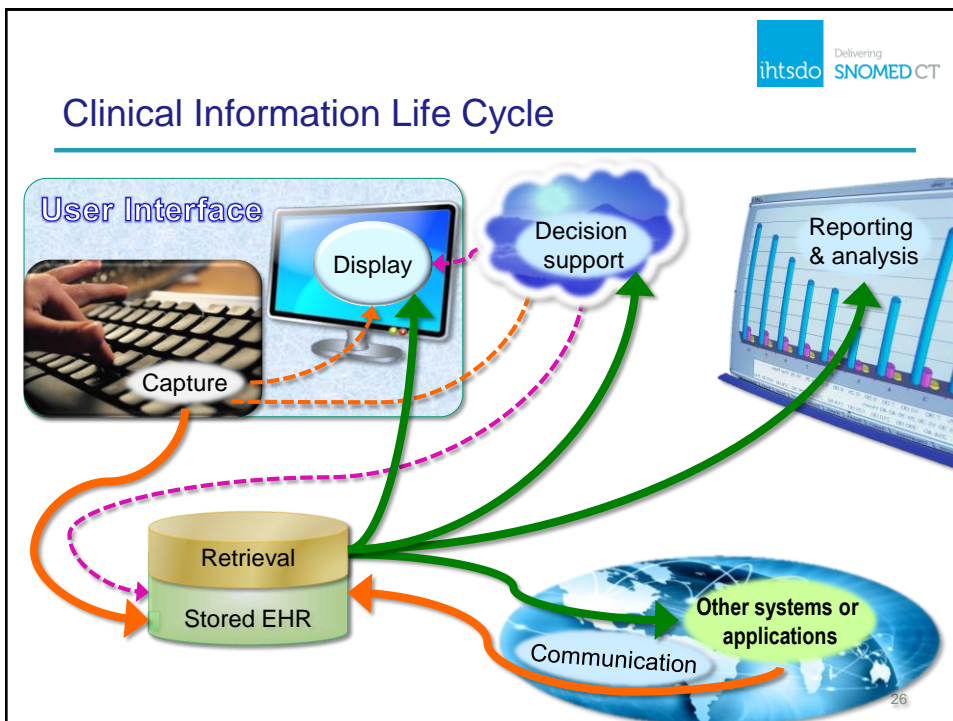 ihtsdo
Delivering
SNOMED CT
Clinical Information Life Cycle
User Interface
Display
Capture
Decision
support
Reporting
& analysis
Retrieval
Stored EHR
Other systems or
applications
Communication
26